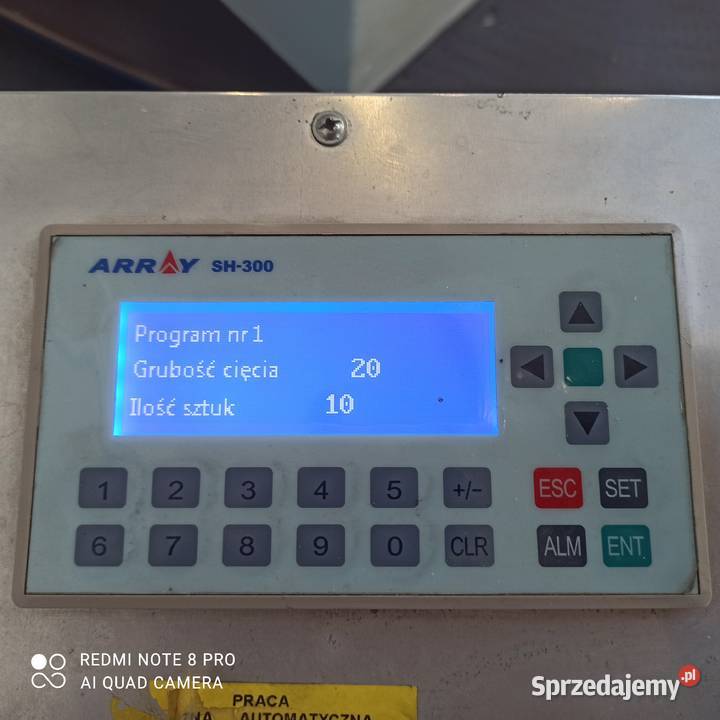 ARRAY SH-300
Program nr 1
Grubość cięcia 20
Ilość sztuk 10
1 2 3 4 5 +/- ESC SET
6 7 8 9 0 CLR ALM ENT
REDMI NOTE 8 PRO
AI QUAD CAMERA
PRACA
AUTOMATYCZNA
Sprzedajemy.pl